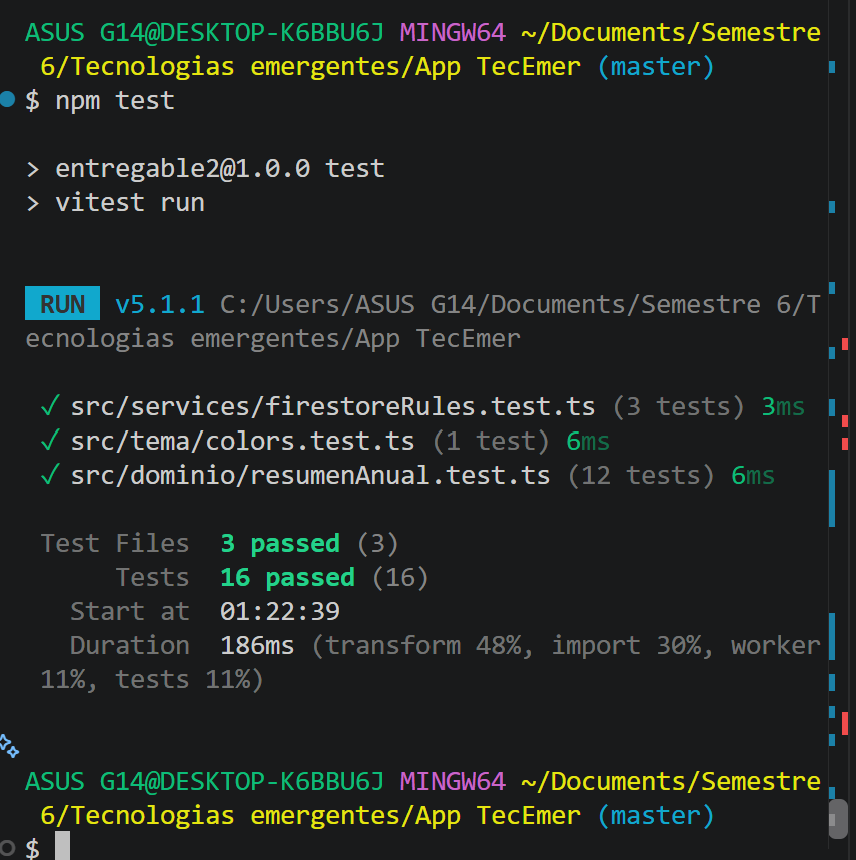 ASUS G14@DESKTOP-K6BBU6J MINGW64 ~/Documents/Semestre
6/Tecnologias emergentes/App TecEmer (master)
$ npm test
> entregable2@1.0.0 test
> vitest run
RUN v5.1.1 C:/Users/ASUS G14/Documents/Semestre 6/T
ecnologias emergentes/App TecEmer
✓ src/services/firestoreRules.test.ts (3 tests) 3ms
✓ src/tema/colors.test.ts (1 test) 6ms
✓ src/dominio/resumenAnual.test.ts (12 tests) 6ms
Test Files 3 passed (3)
Tests 16 passed (16)
Start at 01:22:39
Duration 186ms (transform 48%, import 30%, worker
11%, tests 11%)
ASUS G14@DESKTOP-K6BBU6J MINGW64 ~/Documents/Semestre
6/Tecnologias emergentes/App TecEmer (master)
$